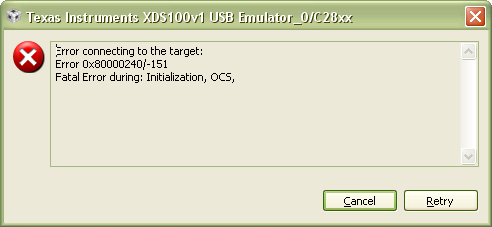 Texas Instruments XDS100v1 USB Emulator_0/C28xx
Error connecting to the target:
Error 0x80000240/-151
Fatal Error during: Initialization, OCS,
Cancel
Retry